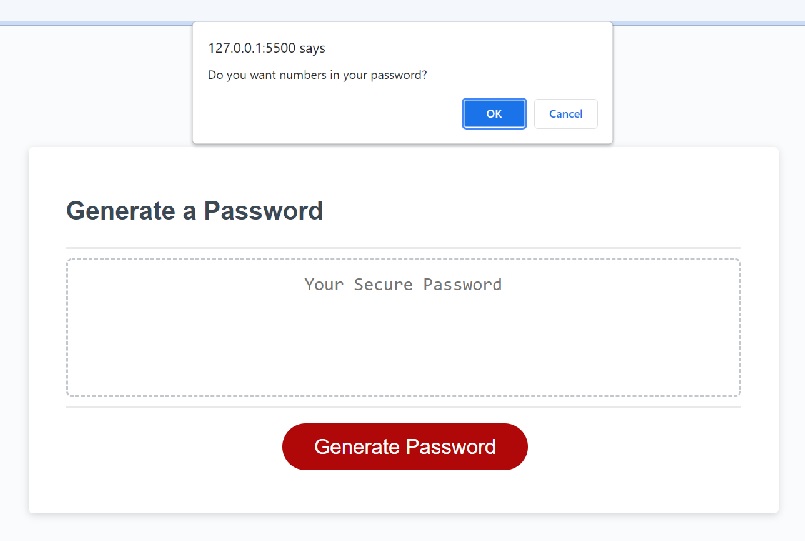 127.0.0.1:5500 says
Do you want numbers in your password?
OK Cancel
Generate a Password
Your Secure Password
Generate Password